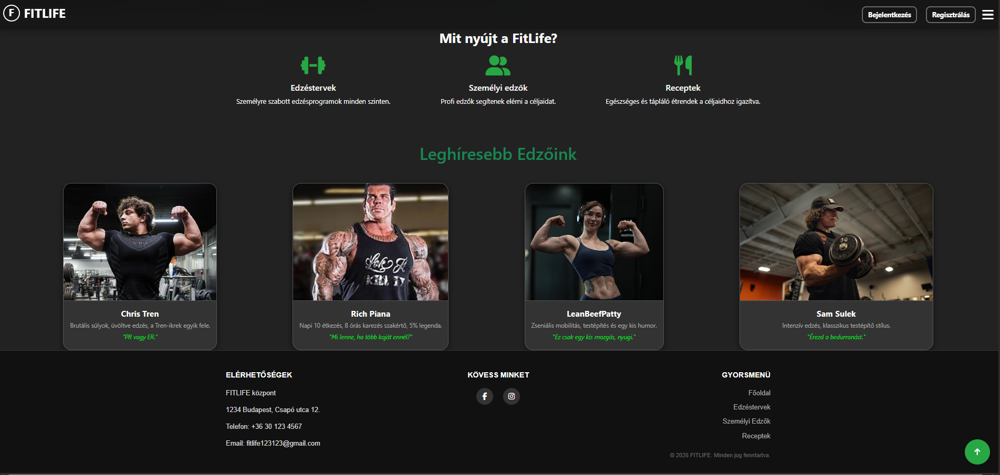 F FITLIFE
Bejelentkezés
Regisztrálás
Mit nyújt a FitLife?
Edzéstervek
Személyre szabott edzésprogramok minden szinten.
Személyi edzők
Profi edzők segítenek elérni a céljaidat.
Receptek
Egészséges és tápláló étrendek a céljaidhoz igazítva.
Leghíresebb Edzőink
Chris Tren
Brutális súlyok, üvöltve edzés, a Tren-ikrek egyik fele.
"PR vagy ER."
Love It
KILL IT
Rich Piana
Napi 10 étkezés, 8 órás karezés szakértő, 5% legenda.
"Mi lenne, ha több kaját ennél?"
LeanBeefPatty
Zseniális mobilitás, testépítés és egy kis humor.
"Ez csak egy kis mozgás, nyugi."
50
Sam Sulek
Intenzív edzés, klasszikus testépítő stílus.
"Érezd a bedurranást."
ELÉRHETŐSÉGEK
FITLIFE központ
1234 Budapest, Csapó utca 12.
Telefon: +36 30 123 4567
Email: fitlife123123@gmail.com
KÖVESS MINKET
GYORSMENÜ
Főoldal
Edzéstervek
Személyi Edzők
Receptek
© 2026 FITLIFE. Minden jog fenntartva.